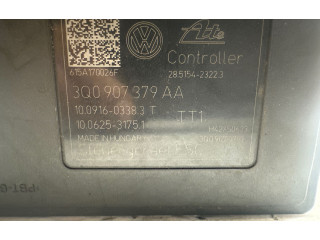 Ate
Controller
615A170026F
28.5154-2322.3
3Q0 907 379 AA
10.0916-0338.3 T
TT1
10.0625-3175.1
MADE IN HUNGARY